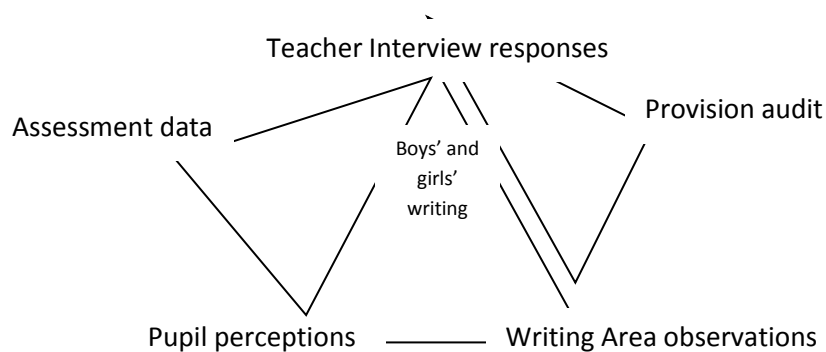 Teacher Interview responses
Provision audit
Assessment data
Boys’ and
girls’
writing
Pupil perceptions
Writing Area observations